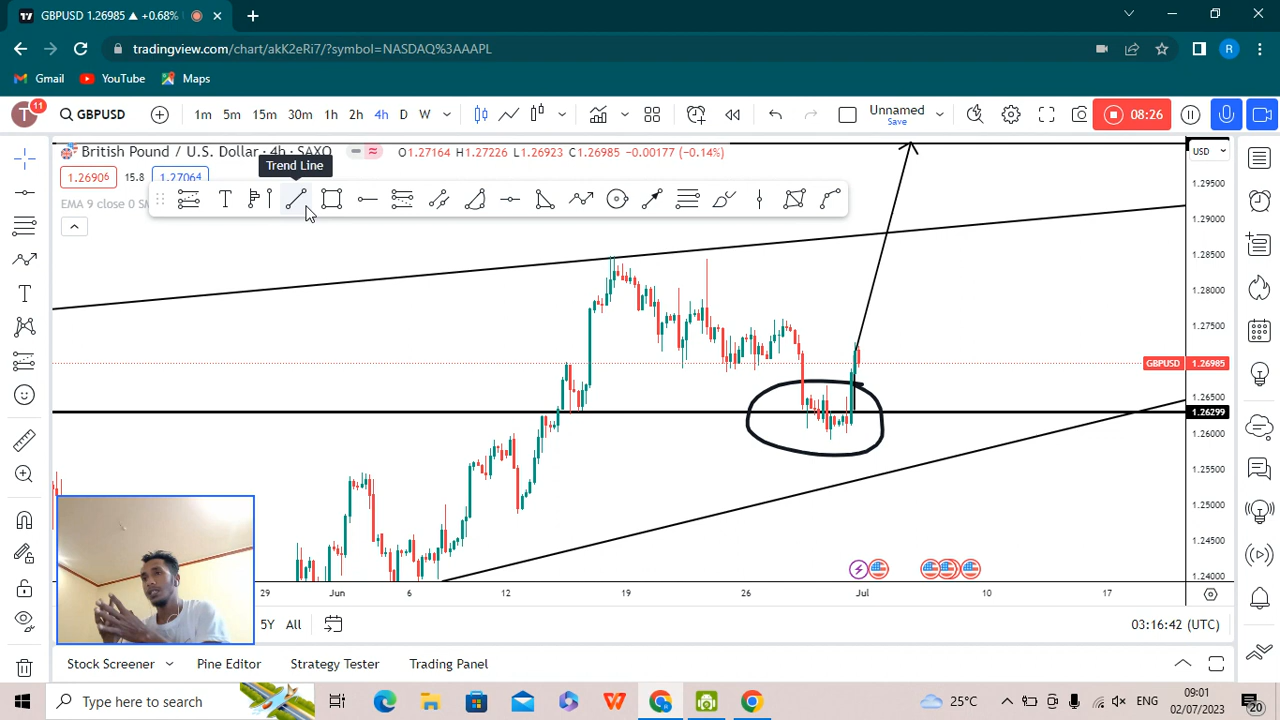 GBPUSD 1.26985 ▲ +0.68%
tradingview.com/chart/akK2eRi7/?symbol=NASDAQ%3AAAPL
R
Gmail YouTube Maps
T 11 GBPUSD 1m 5m 15m 30m 1h 2h 4h D W Unnamed Save 08:26
British Pound / U.S. Dollar · 4h · SAXO O1.27164 H1.27226 L1.26923 C1.26985 −0.00177 (−0.14%) USD
Trend Line
1.26906 15.8 1.27064
EMA 9 close 0 SM
1.29500
1.29000
1.28500
1.28000
1.27500
GBPUSD 1.26985
1.26500
1.26299
1.26000
1.25500
1.25000
1.24500
1.24000
29 Jun 6 12 19 26 Jul 10 17
5Y All 03:16:42 (UTC)
Stock Screener Pine Editor Strategy Tester Trading Panel
Type here to search 25°C ENG 09:01 02/07/2023 20